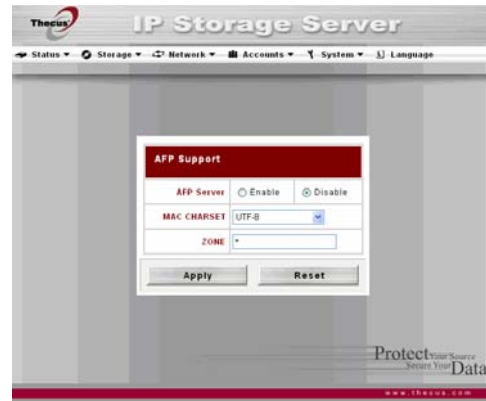 Thecus
IP Storage Server
Status Storage Network Accounts System Language
AFP Support
AFP Server Enable Disable
MAC CHARSET UTF-8
ZONE *
Apply Reset
Protect Your Source
Secure Your Data
www.thecus.com